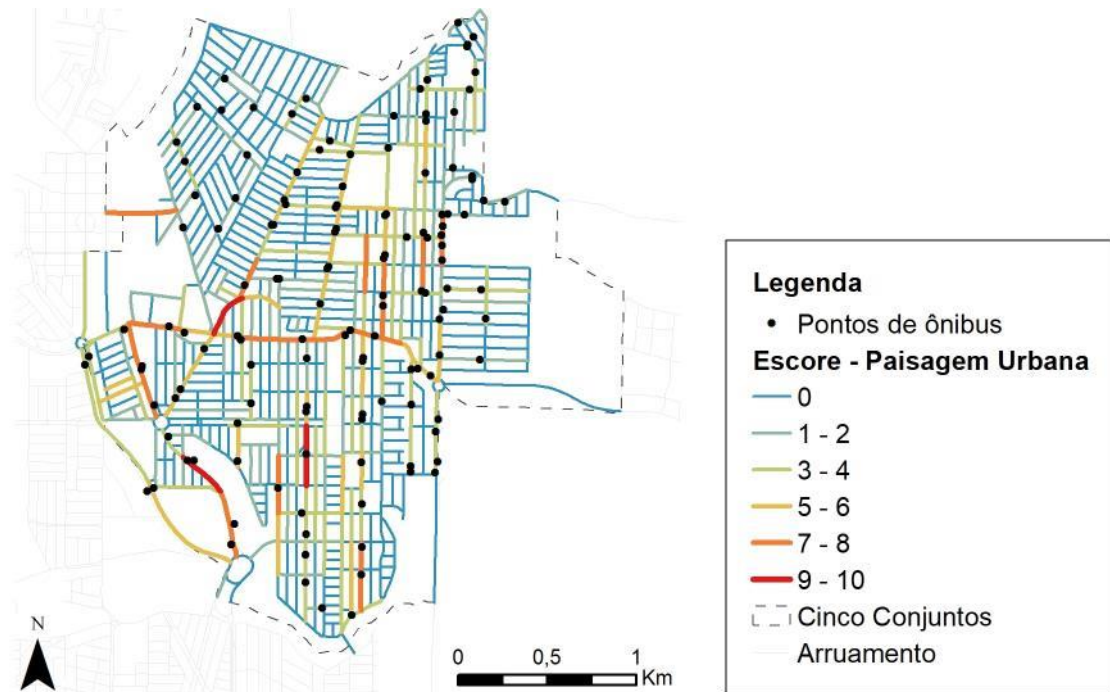 Legenda
Pontos de ônibus
Escore - Paisagem Urbana
0
1 - 2
3 - 4
5 - 6
7 - 8
9 - 10
Cinco Conjuntos
Arruamento
N
0 0,5 1
Km